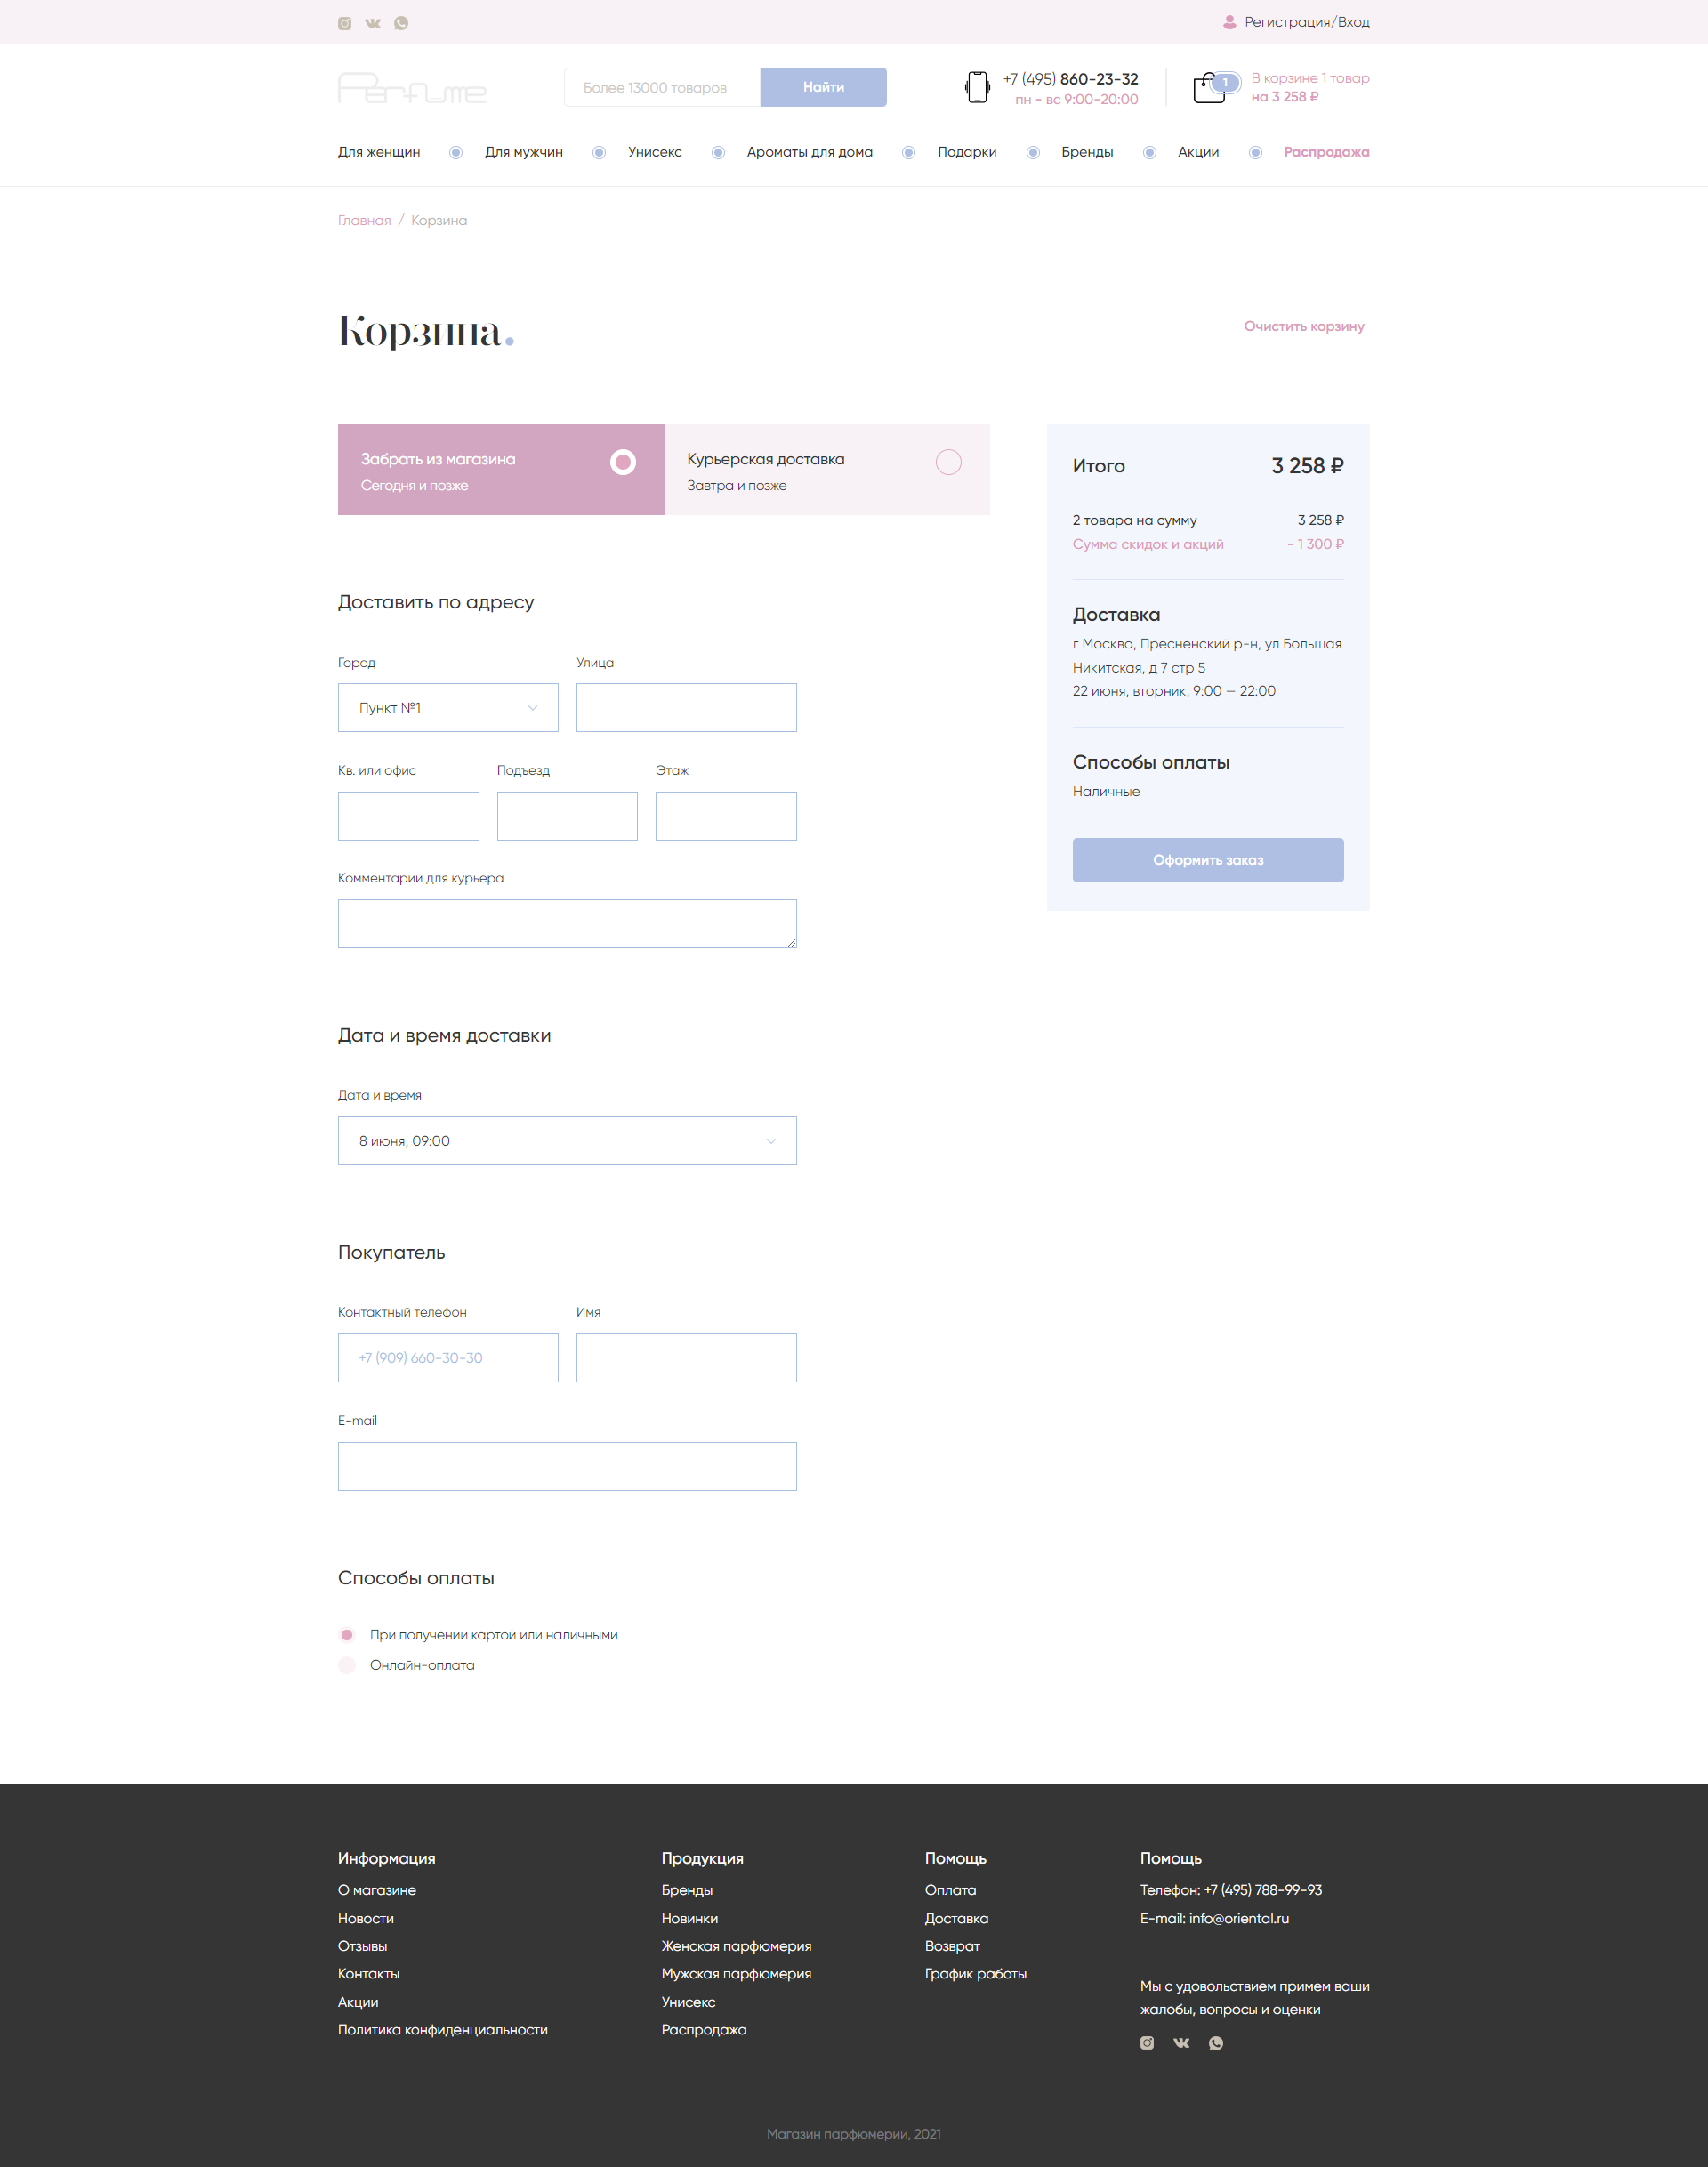 Регистрация/Вход
Perfume
Более 13000 товаров
Найти
+7 (495) 860-23-32
пн - вс 9:00-20:00
1
В корзине 1 товар
на 3 258 ₽
Для женщин
Для мужчин
Унисекс
Ароматы для дома
Подарки
Бренды
Акции
Распродажа
Главная / Корзина
Корзина.
Очистить корзину
Забрать из магазина
Сегодня и позже
Курьерская доставка
Завтра и позже
Доставить по адресу
Город
Улица
Пункт №1
Кв. или офис
Подъезд
Этаж
Комментарий для курьера
Дата и время доставки
Дата и время
8 июня, 09:00
Покупатель
Контактный телефон
Имя
+7 (909) 660-30-30
E-mail
Способы оплаты
При получении картой или наличными
Онлайн-оплата
Итого 3 258 ₽
2 товара на сумму 3 258 ₽
Сумма скидок и акций - 1 300 ₽
Доставка
г Москва, Пресненский р-н, ул Большая
Никитская, д 7 стр 5
22 июня, вторник, 9:00 — 22:00
Способы оплаты
Наличные
Оформить заказ
Информация
О магазине
Новости
Отзывы
Контакты
Акции
Политика конфиденциальности
Продукция
Бренды
Новинки
Женская парфюмерия
Мужская парфюмерия
Унисекс
Распродажа
Помощь
Оплата
Доставка
Возврат
График работы
Помощь
Телефон: +7 (495) 788-99-93
E-mail: info@oriental.ru
Мы с удовольствием примем ваши
жалобы, вопросы и оценки
Магазин парфюмерии, 2021